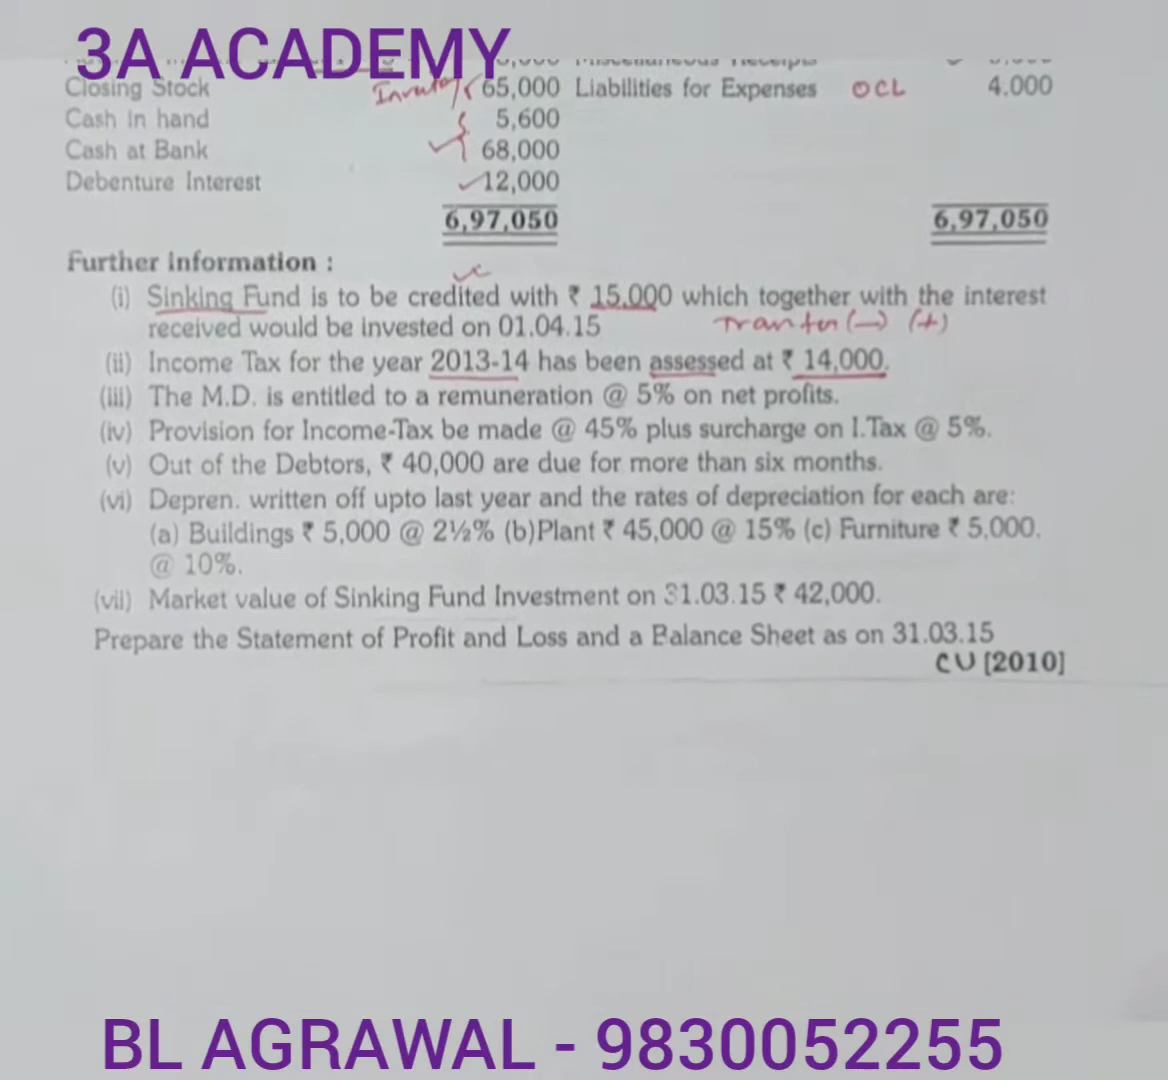 3A ACADEMY
Miscellaneous Receipts
Closing Stock Inventory 65,000 Liabilities for Expenses OCL 4.000
Cash in hand 5,600
Cash at Bank 68,000
Debenture Interest 12,000
6,97,050 6,97,050
Further information :
(i) Sinking Fund is to be credited with ₹ 15,000 which together with the interest
received would be invested on 01.04.15 (-) (+)
(ii) Income Tax for the year 2013-14 has been assessed at ₹ 14,000.
(iii) The M.D. is entitled to a remuneration @ 5% on net profits.
(iv) Provision for Income-Tax be made @ 45% plus surcharge on I.Tax @ 5%.
(v) Out of the Debtors, ₹ 40,000 are due for more than six months.
(vi) Depren. written off upto last year and the rates of depreciation for each are:
(a) Buildings ₹ 5,000 @ 2½% (b)Plant ₹ 45,000 @ 15% (c) Furniture ₹ 5,000.
@ 10%.
(vii) Market value of Sinking Fund Investment on 31.03.15 ₹ 42,000.
Prepare the Statement of Profit and Loss and a Balance Sheet as on 31.03.15
CU [2010]
BL AGRAWAL - 9830052255